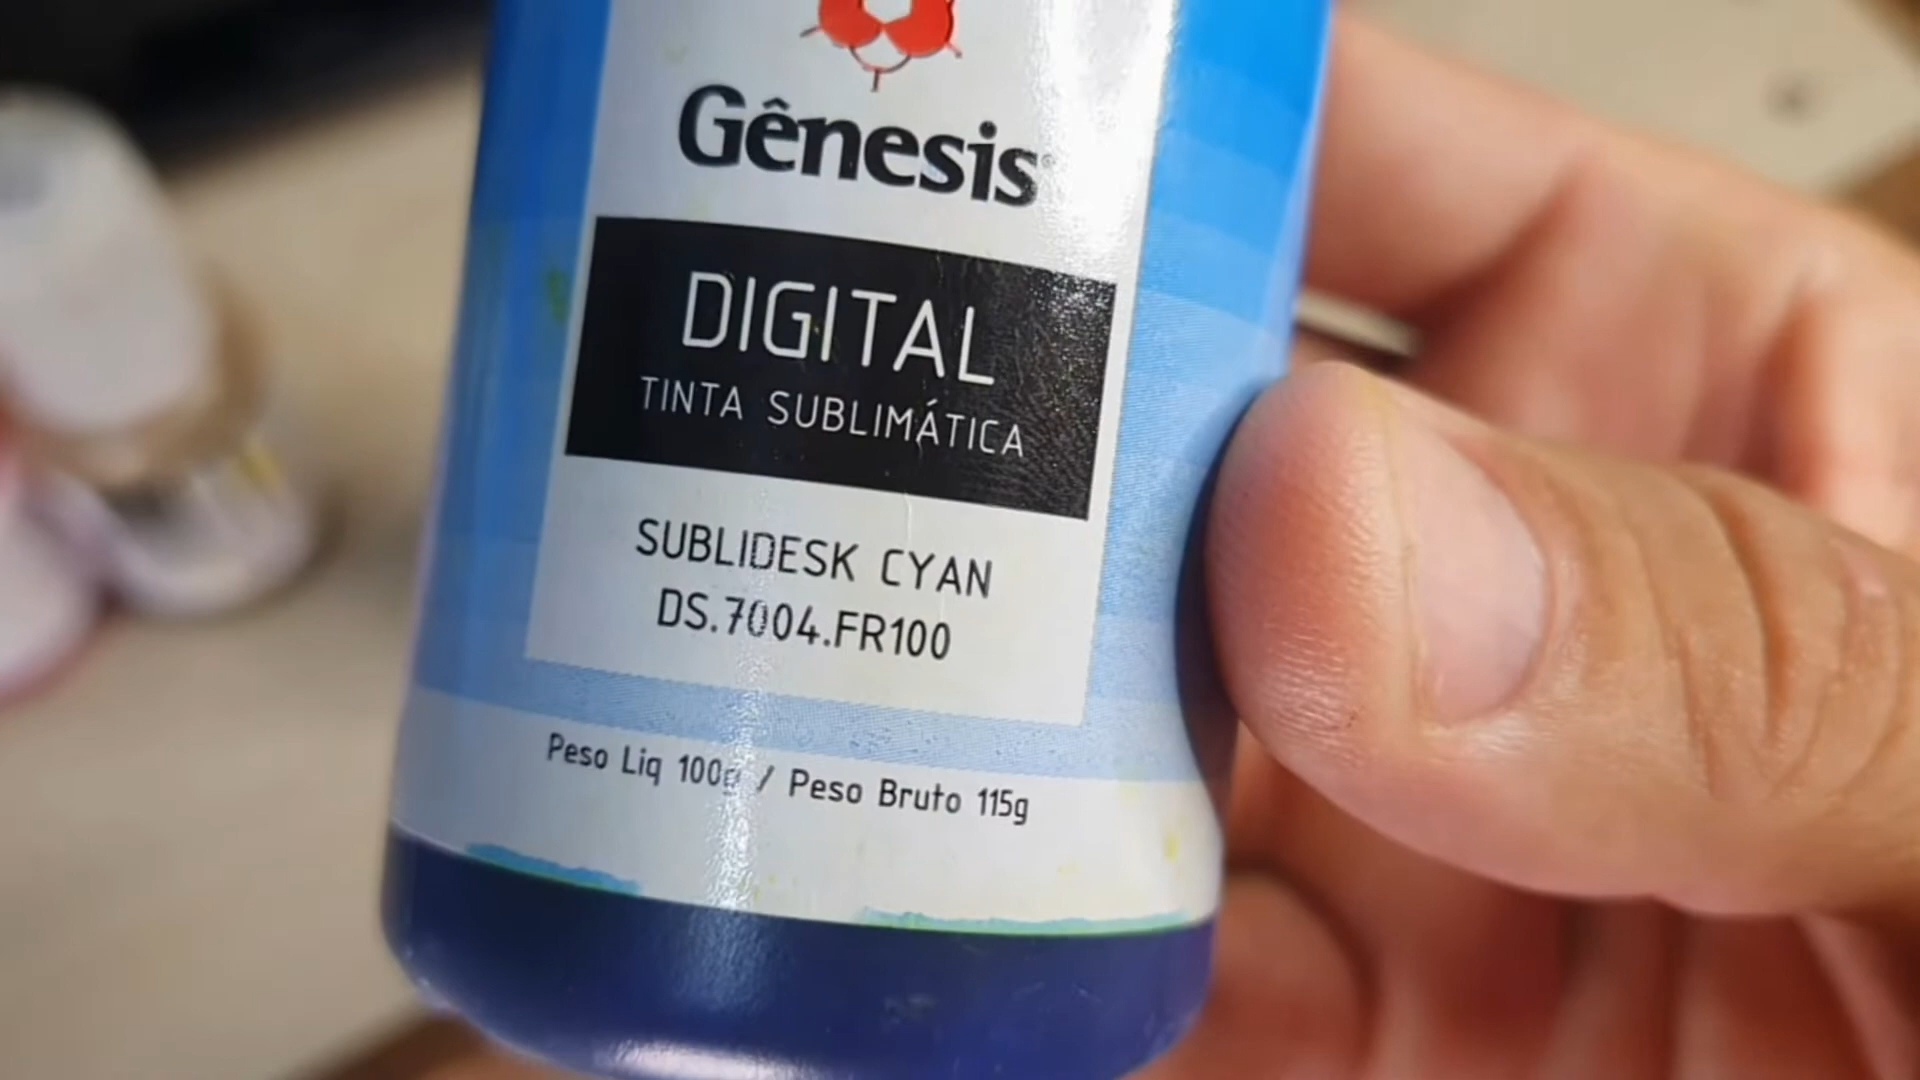 Gênesis
DIGITAL
TINTA SUBLIMÁTICA
SUBLIDESK CYAN
DS.7004.FR100
Peso Liq 100g / Peso Bruto 115g